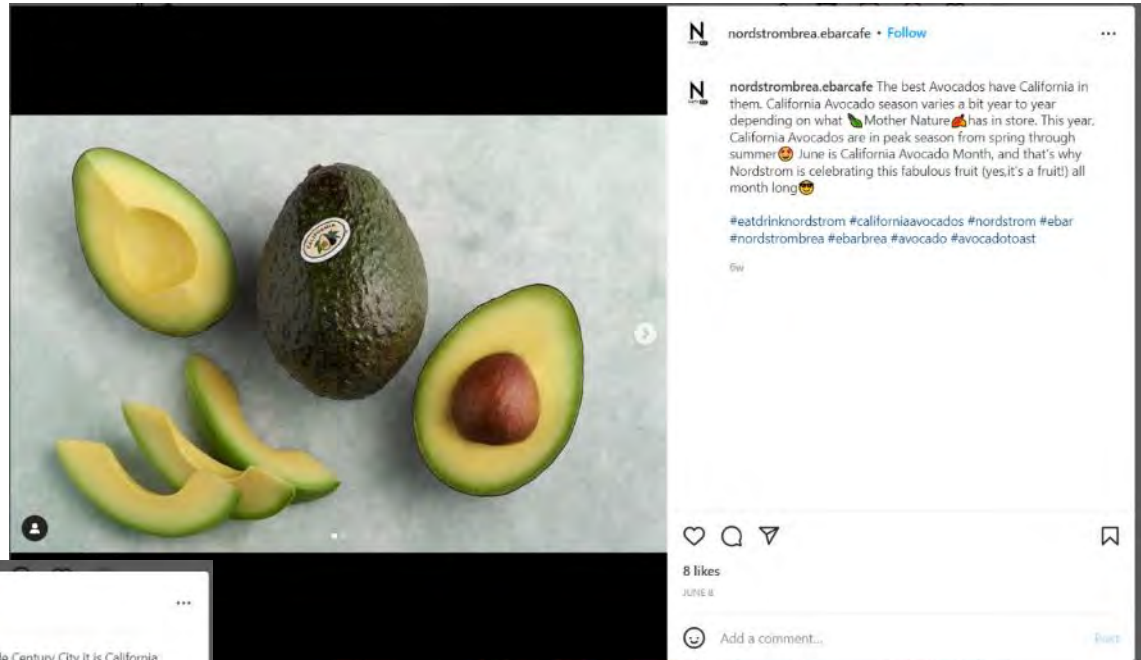 N
nordstrombrea.ebarcafe • Follow
N
nordstrombrea.ebarcafe The best Avocados have California in
them. California Avocado season varies a bit year to year
depending on what 🌿Mother Nature🍂has in store. This year,
California Avocados are in peak season from spring through
summer😍 June is California Avocado Month, and that's why
Nordstrom is celebrating this fabulous fruit (yes,it's a fruit!) all
month long😎
#eatdrinknordstrom #californiaavocados #nordstrom #ebar
#nordstrombrea #ebarbrea #avocado #avocadotoast
6w
CALIFORNIA
8 likes
JUNE 8
Add a comment...
Post
Century City it is California